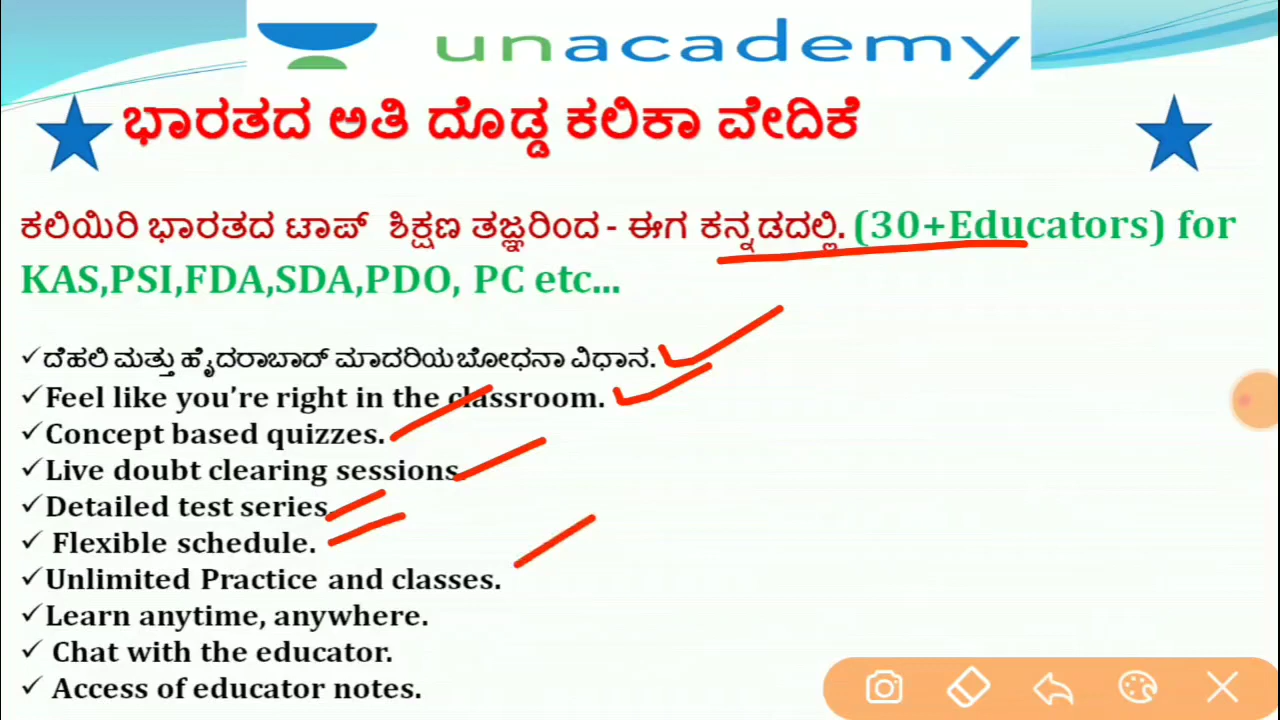 unacademy
ಭಾರತದ ಅತಿ ದೊಡ್ಡ ಕಲಿಕಾ ವೇದಿಕೆ
ಕಲಿಯಿರಿ ಭಾರತದ ಟಾಪ್ ಶಿಕ್ಷಣ ತಜ್ಞರಿಂದ - ಈಗ ಕನ್ನಡದಲ್ಲಿ. (30+Educators) for
KAS,PSI,FDA,SDA,PDO, PC etc...
✓ದೆಹಲಿ ಮತ್ತು ಹೈದರಾಬಾದ್ ಮಾದರಿಯ ಬೋಧನಾ ವಿಧಾನ.
✓Feel like you're right in the classroom.
✓Concept based quizzes.
✓Live doubt clearing sessions.
✓Detailed test series.
✓ Flexible schedule.
✓Unlimited Practice and classes.
✓Learn anytime, anywhere.
✓ Chat with the educator.
✓ Access of educator notes.